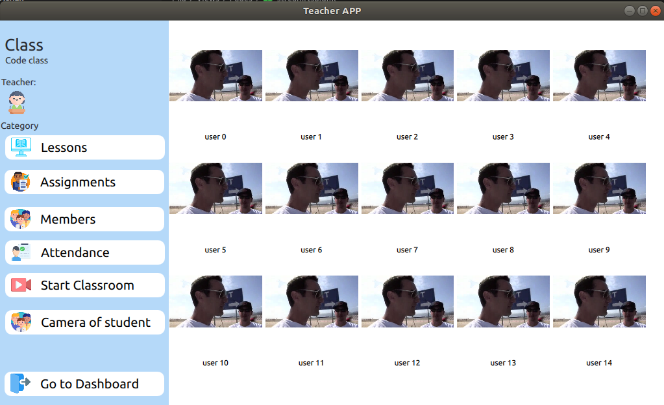 Teacher APP
Class
Code class
Teacher:
Category
Lessons
Assignments
Members
Attendance
Start Classroom
Camera of student
Go to Dashboard
user 0
user 1
user 2
user 3
user 4
user 5
user 6
user 7
user 8
user 9
user 10
user 11
user 12
user 13
user 14